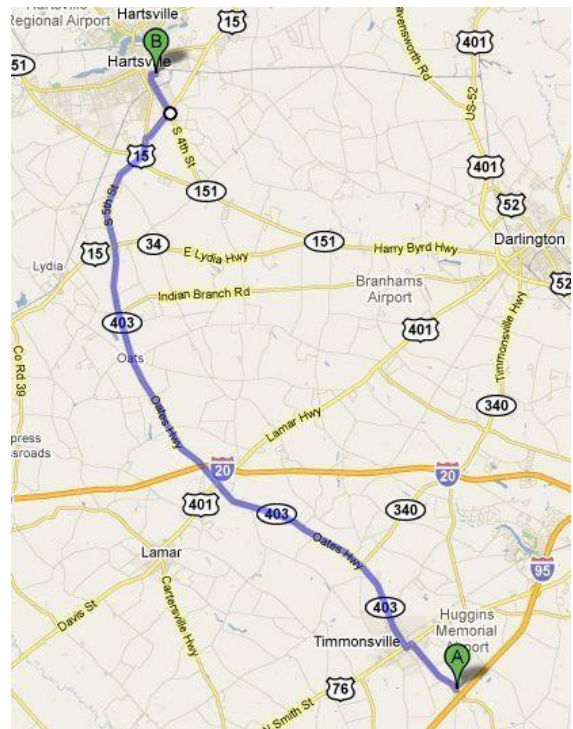 Hartsville
Regional Airport
Hartsville
15
401
B
Hartsville
51
US-52
S 4th St
15
401
151
52
S 5th St
34
151
Harry Byrd Hwy
Darlington
15
E Lydia Hwy
52
Lydia
Indian Branch Rd
Branhams
Airport
403
401
Timmonsville Hwy
Oats
Co Rd 39
340
Oates Hwy
Lamar Hwy
20
20
401
403
340
Lamar
Oates Hwy
95
Davis St
Cartersville Hwy
403
Huggins
Memorial
Airport
Timmonsville
A
76
N Smith St